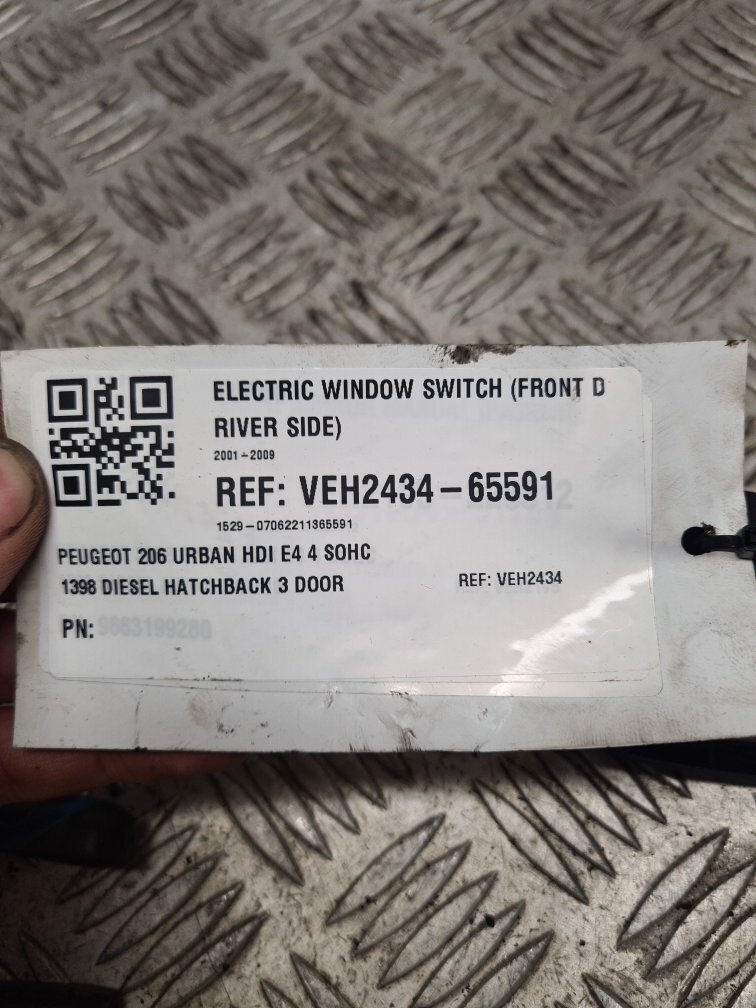 ELECTRIC WINDOW SWITCH (FRONT D
RIVER SIDE)
2001-2009
REF: VEH2434-65591
1529-07062211365591
PEUGEOT 206 URBAN HDI E4 4 SOHC
1398 DIESEL HATCHBACK 3 DOOR
REF: VEH2434
PN: